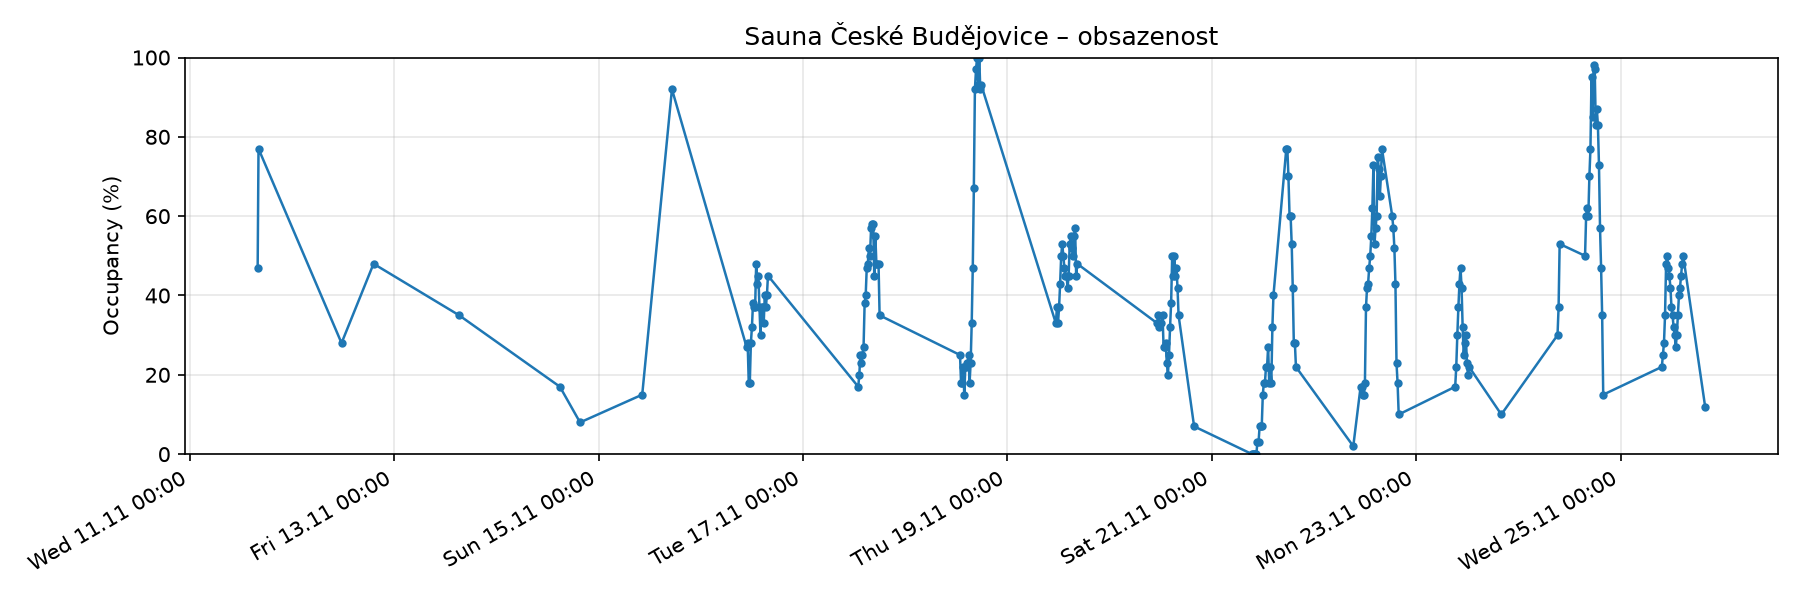 Sauna České Budějovice – obsazenost
Occupancy (%)
100
80
60
40
20
0
Wed 11.11 00:00
Fri 13.11 00:00
Sun 15.11 00:00
Tue 17.11 00:00
Thu 19.11 00:00
Sat 21.11 00:00
Mon 23.11 00:00
Wed 25.11 00:00